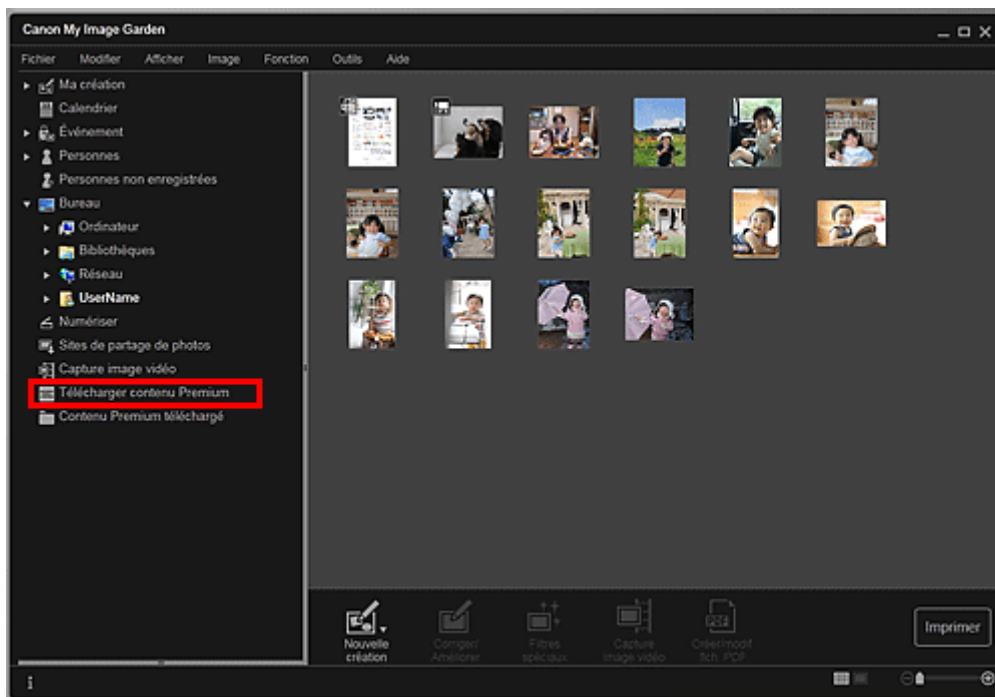 Canon My Image Garden
Fichier Modifier Afficher Image Fonction Outils Aide
Ma création
Calendrier
Événement
Personnes
Personnes non enregistrées
Bureau
Ordinateur
Bibliothèques
Réseau
UserName
Numériser
Sites de partage de photos
Capture image vidéo
Télécharger contenu Premium
Contenu Premium téléchargé
Nouvelle
création
Corriger/
Améliorer
Filtres
spéciaux
Capture
image vidéo
Créer/modif
fich. PDF
Imprimer